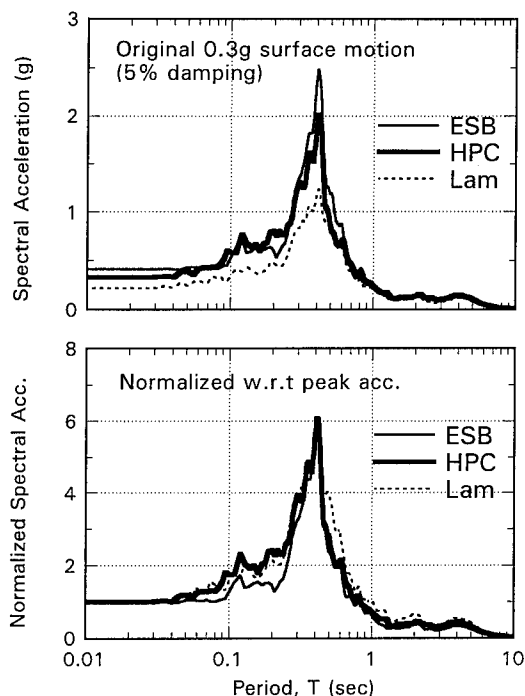 Original 0.3g surface motion
(5% damping)
Spectral Acceleration (g)
3
2
1
0
ESB
HPC
Lam
Normalized w.r.t peak acc.
Normalized Spectral Acc.
8
6
4
2
0
ESB
HPC
Lam
0.01
0.1
1
10
Period, T (sec)